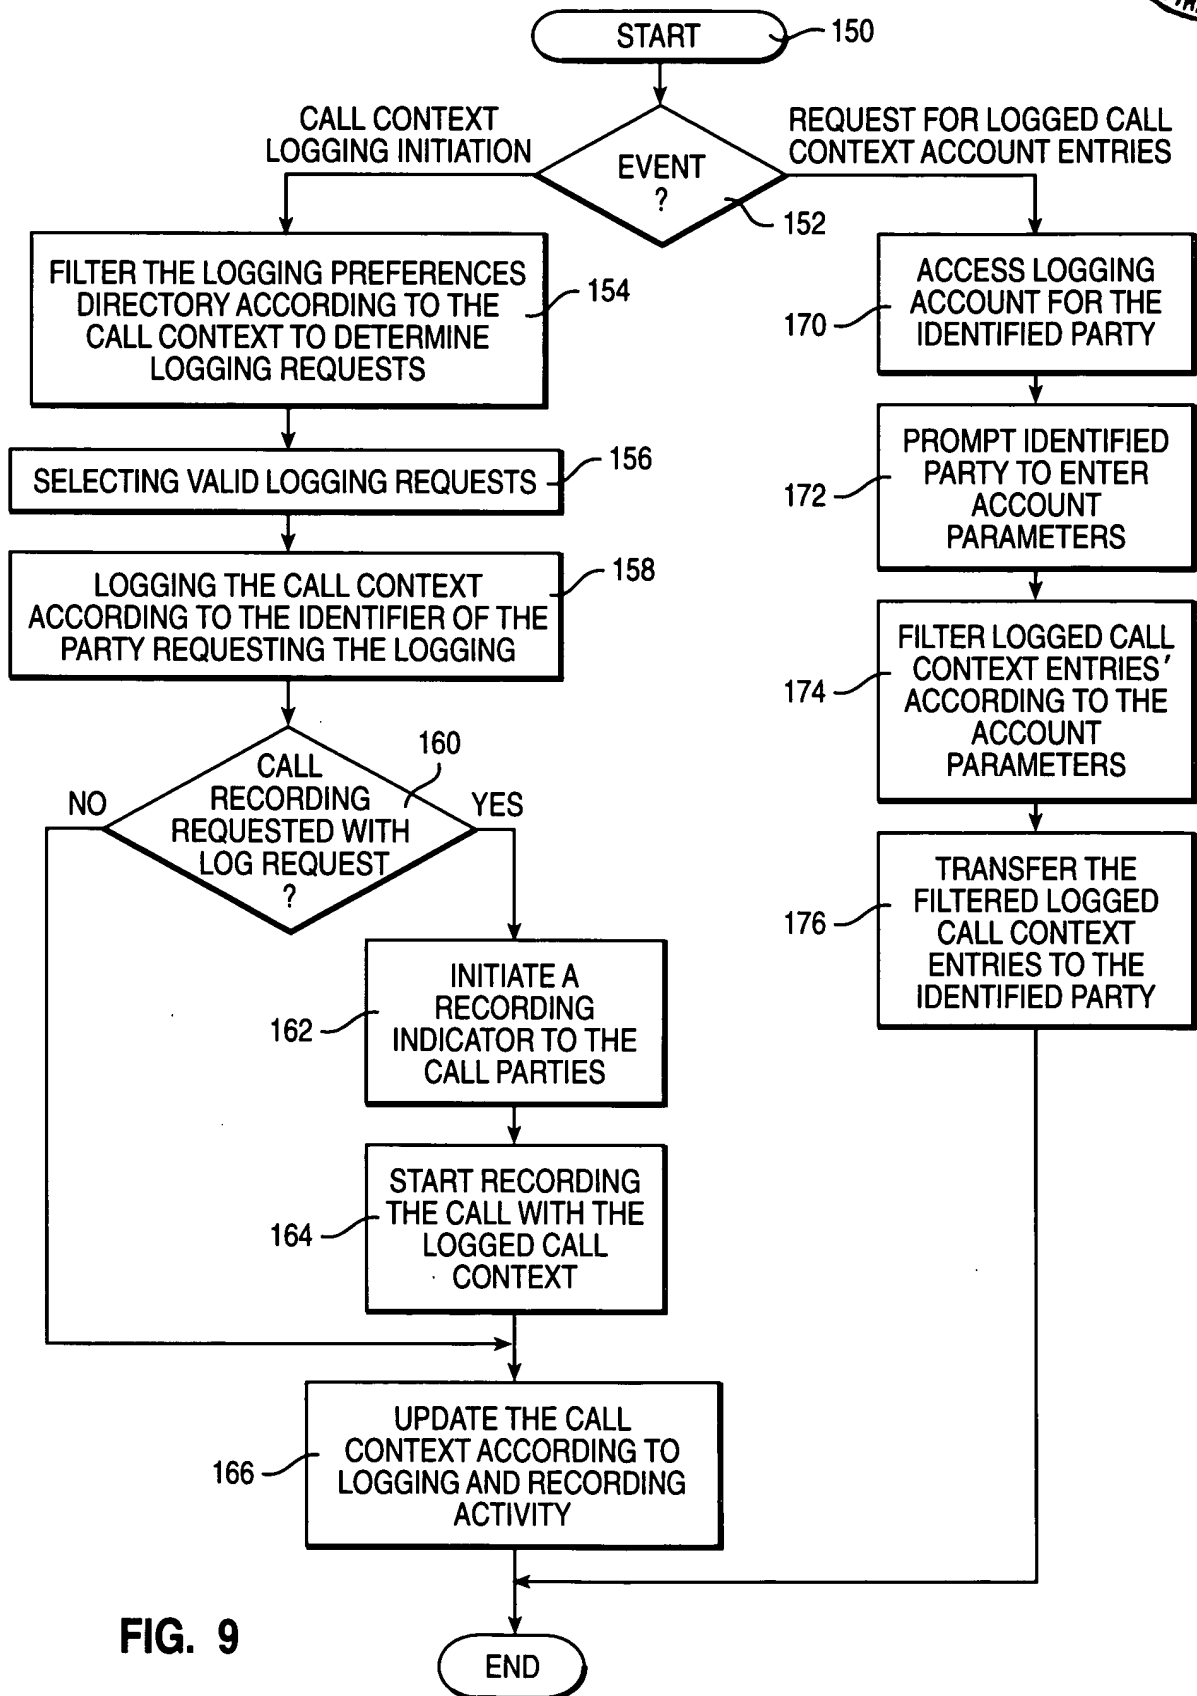 START
150
CALL CONTEXT
LOGGING INITIATION
REQUEST FOR LOGGED CALL
CONTEXT ACCOUNT ENTRIES
EVENT
?
152
FILTER THE LOGGING PREFERENCES
DIRECTORY ACCORDING TO THE
CALL CONTEXT TO DETERMINE
LOGGING REQUESTS
154
SELECTING VALID LOGGING REQUESTS
156
LOGGING THE CALL CONTEXT
ACCORDING TO THE IDENTIFIER OF THE
PARTY REQUESTING THE LOGGING
158
CALL
RECORDING
REQUESTED WITH
LOG REQUEST
?
160
NO
YES
INITIATE A
RECORDING
INDICATOR TO THE
CALL PARTIES
162
START RECORDING
THE CALL WITH THE
LOGGED CALL
CONTEXT
164
UPDATE THE CALL
CONTEXT ACCORDING TO
LOGGING AND RECORDING
ACTIVITY
166
ACCESS LOGGING
ACCOUNT FOR THE
IDENTIFIED PARTY
170
PROMPT IDENTIFIED
PARTY TO ENTER
ACCOUNT
PARAMETERS
172
FILTER LOGGED CALL
CONTEXT ENTRIES'
ACCORDING TO THE
ACCOUNT
PARAMETERS
174
TRANSFER THE
FILTERED LOGGED
CALL CONTEXT
ENTRIES TO THE
IDENTIFIED PARTY
176
END
FIG. 9